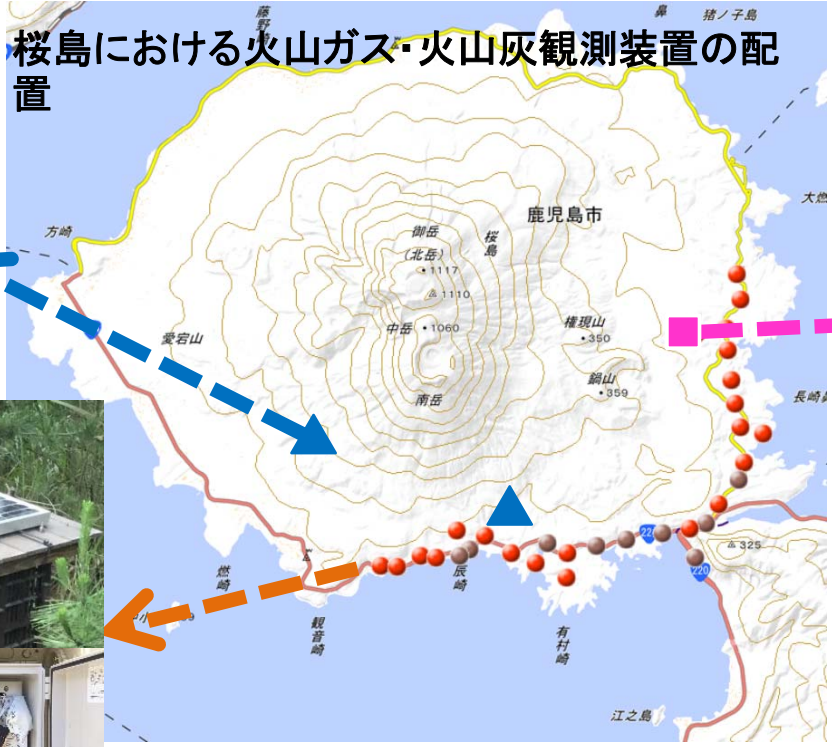 桜島における火山ガス・火山灰観測装置の配
置
藤野
鼻
猪ノ子島
大燃
方崎
鹿児島市
御岳
(北岳)
桜島
1117
1110
中岳
1060
愛宕山
権現山
350
鍋山
359
南岳
長崎鼻
220
325
220
燃崎
辰崎
観音崎
有村崎
江之島